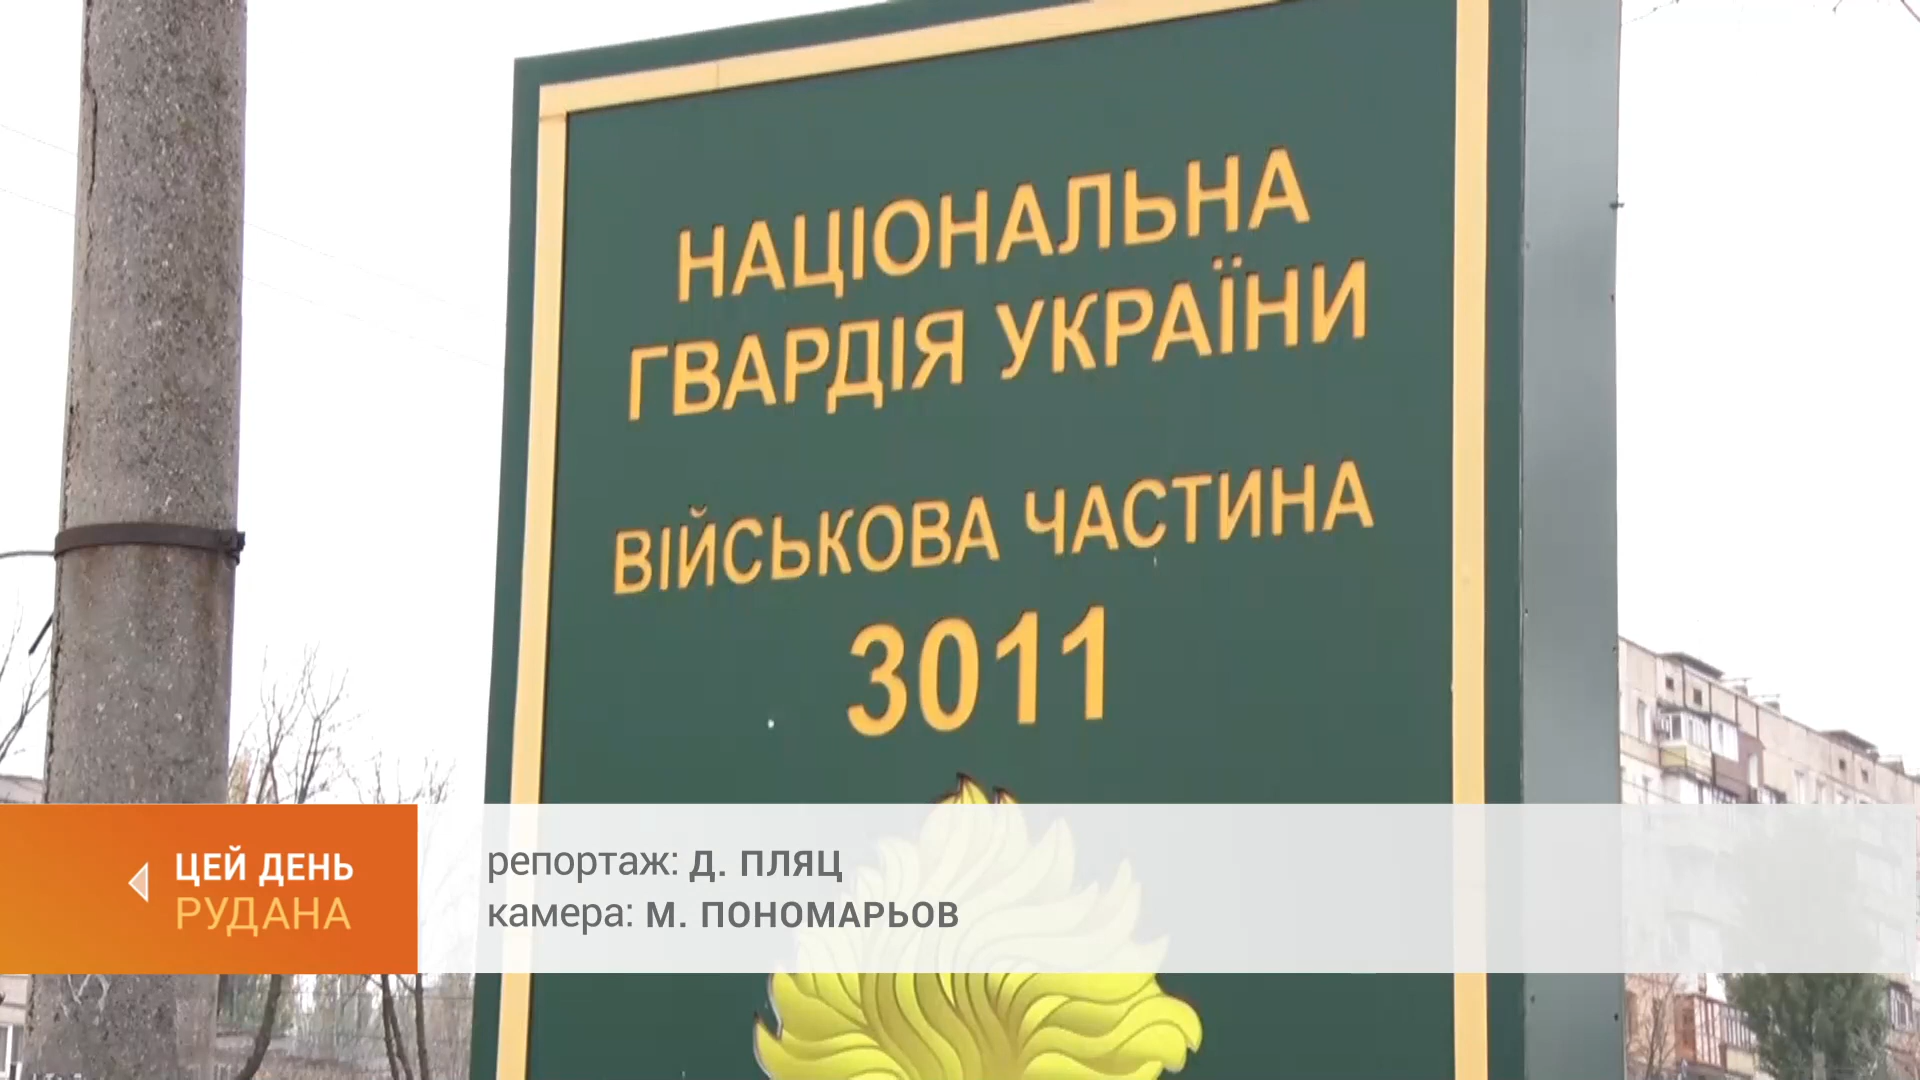 НАЦІОНАЛЬНА
ГВАРДІЯ УКРАЇНИ
ВІЙСЬКОВА ЧАСТИНА
3011
ЦЕЙ ДЕНЬ
РУДАНА
репортаж: Д. ПЛЯЦ
камера: М. ПОНОМАРЬОВ